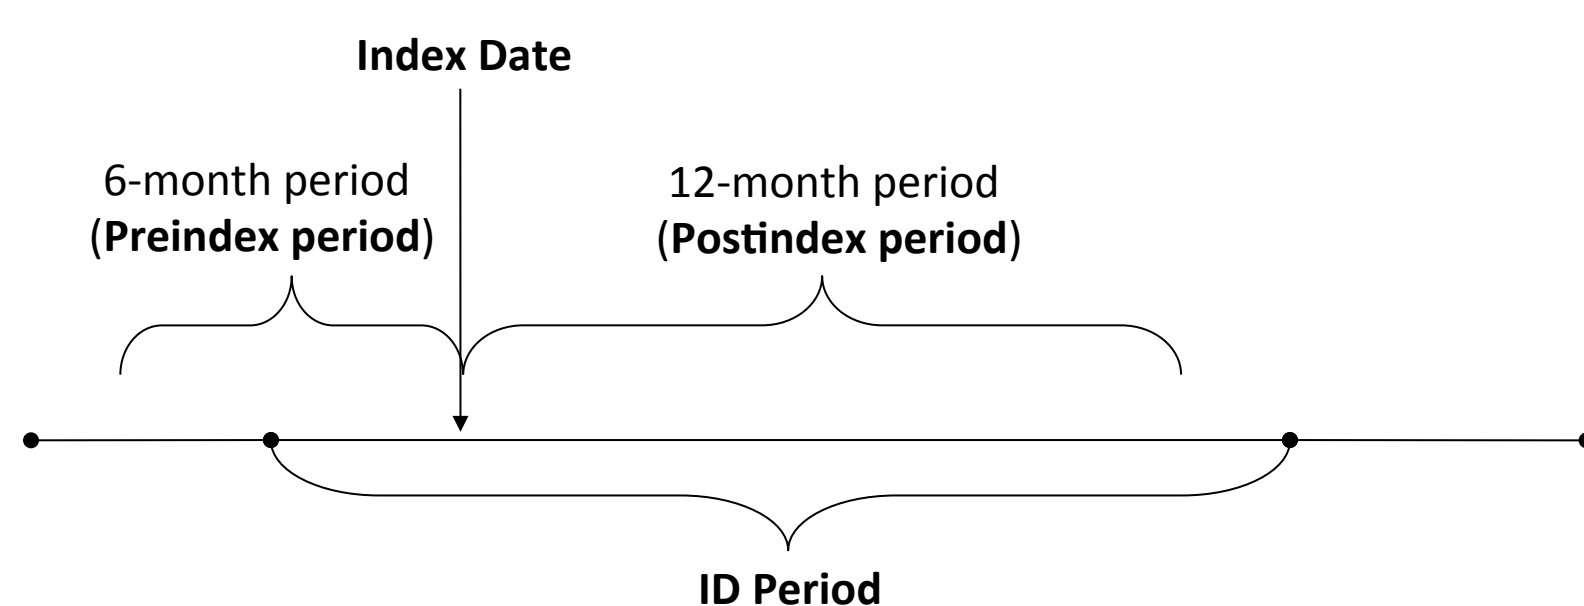 Index Date
6-month period
(Preindex period)
12-month period
(Postindex period)
ID Period